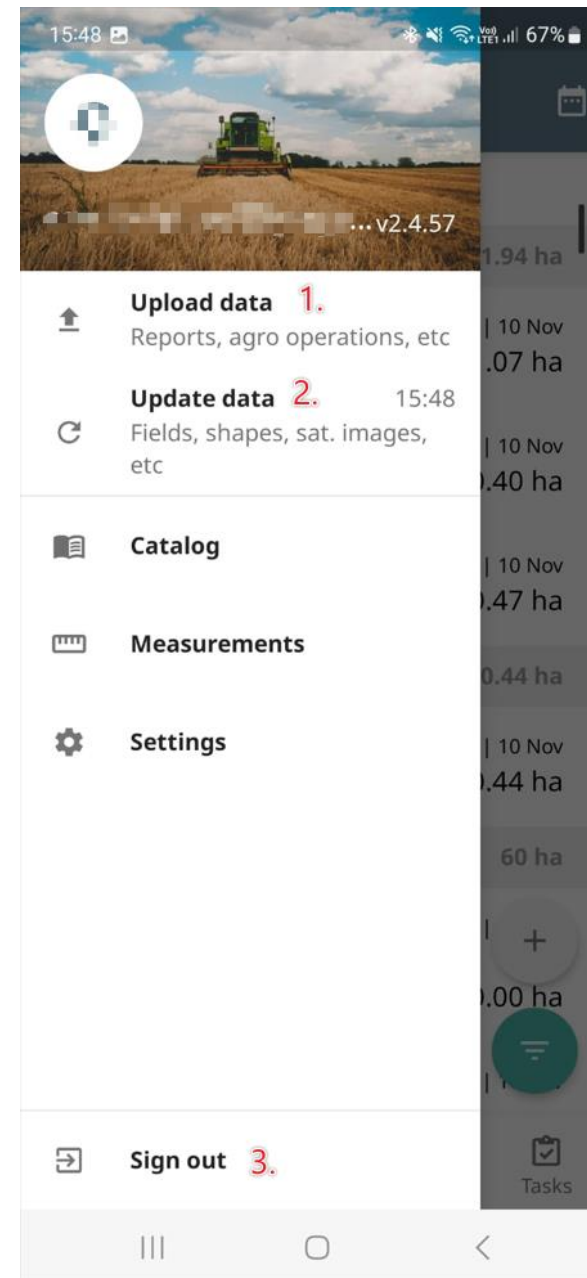 15:48 67%
... v2.4.57
1.94 ha
Upload data 1.
Reports, agro operations, etc
| 10 Nov
.07 ha
Update data 2. 15:48
Fields, shapes, sat. images,
etc
| 10 Nov
.40 ha
Catalog
| 10 Nov
.47 ha
Measurements
0.44 ha
Settings
| 10 Nov
.44 ha
60 ha
.00 ha
Sign out 3.
Tasks